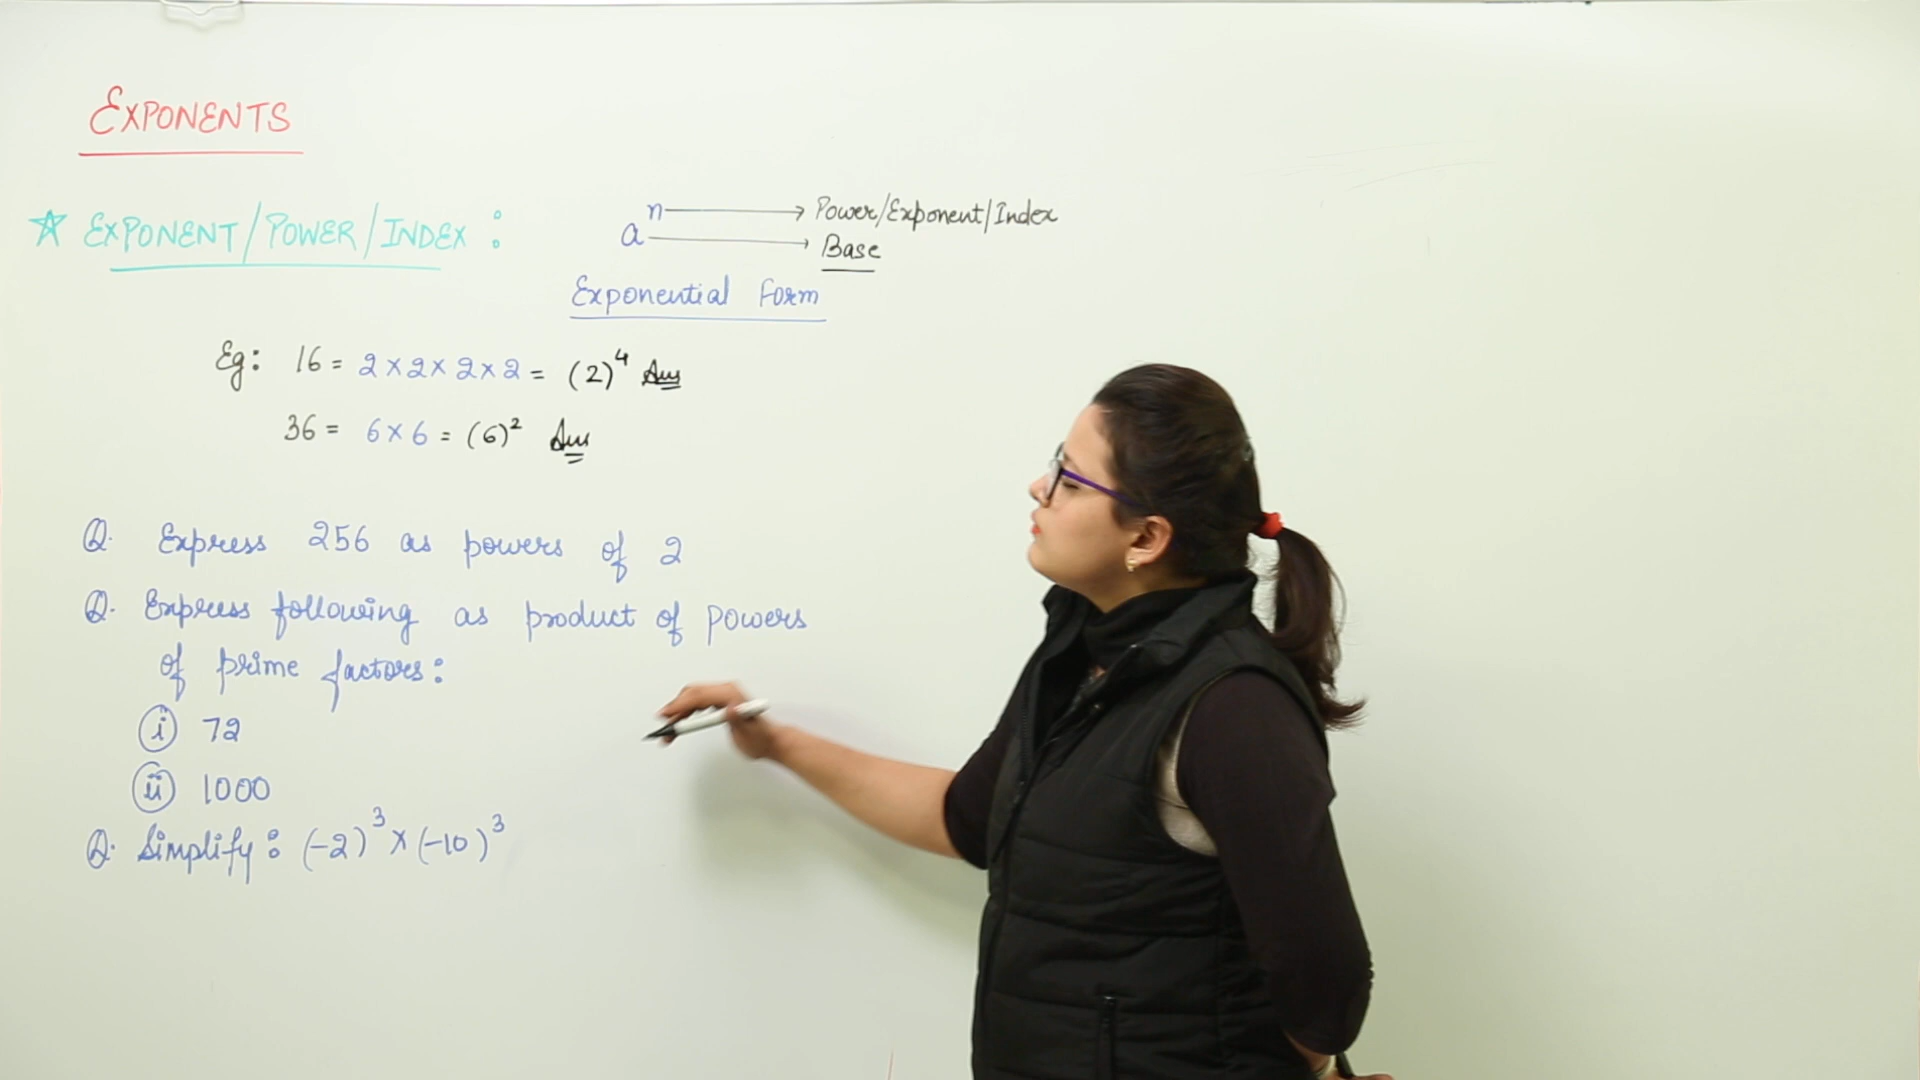 EXPONENTS
☆ EXPONENT/POWER/INDEX :
aⁿ → Power/Exponent/Index
→ Base
Exponential Form
Eg: 16 = 2×2×2×2 = (2)⁴ Ans
36 = 6×6 = (6)² Ans
Q. Express 256 as powers of 2
Q. Express following as product of powers
of prime factors:
(i) 72
(ii) 1000
Q. Simplify: (-2)³ × (-10)³